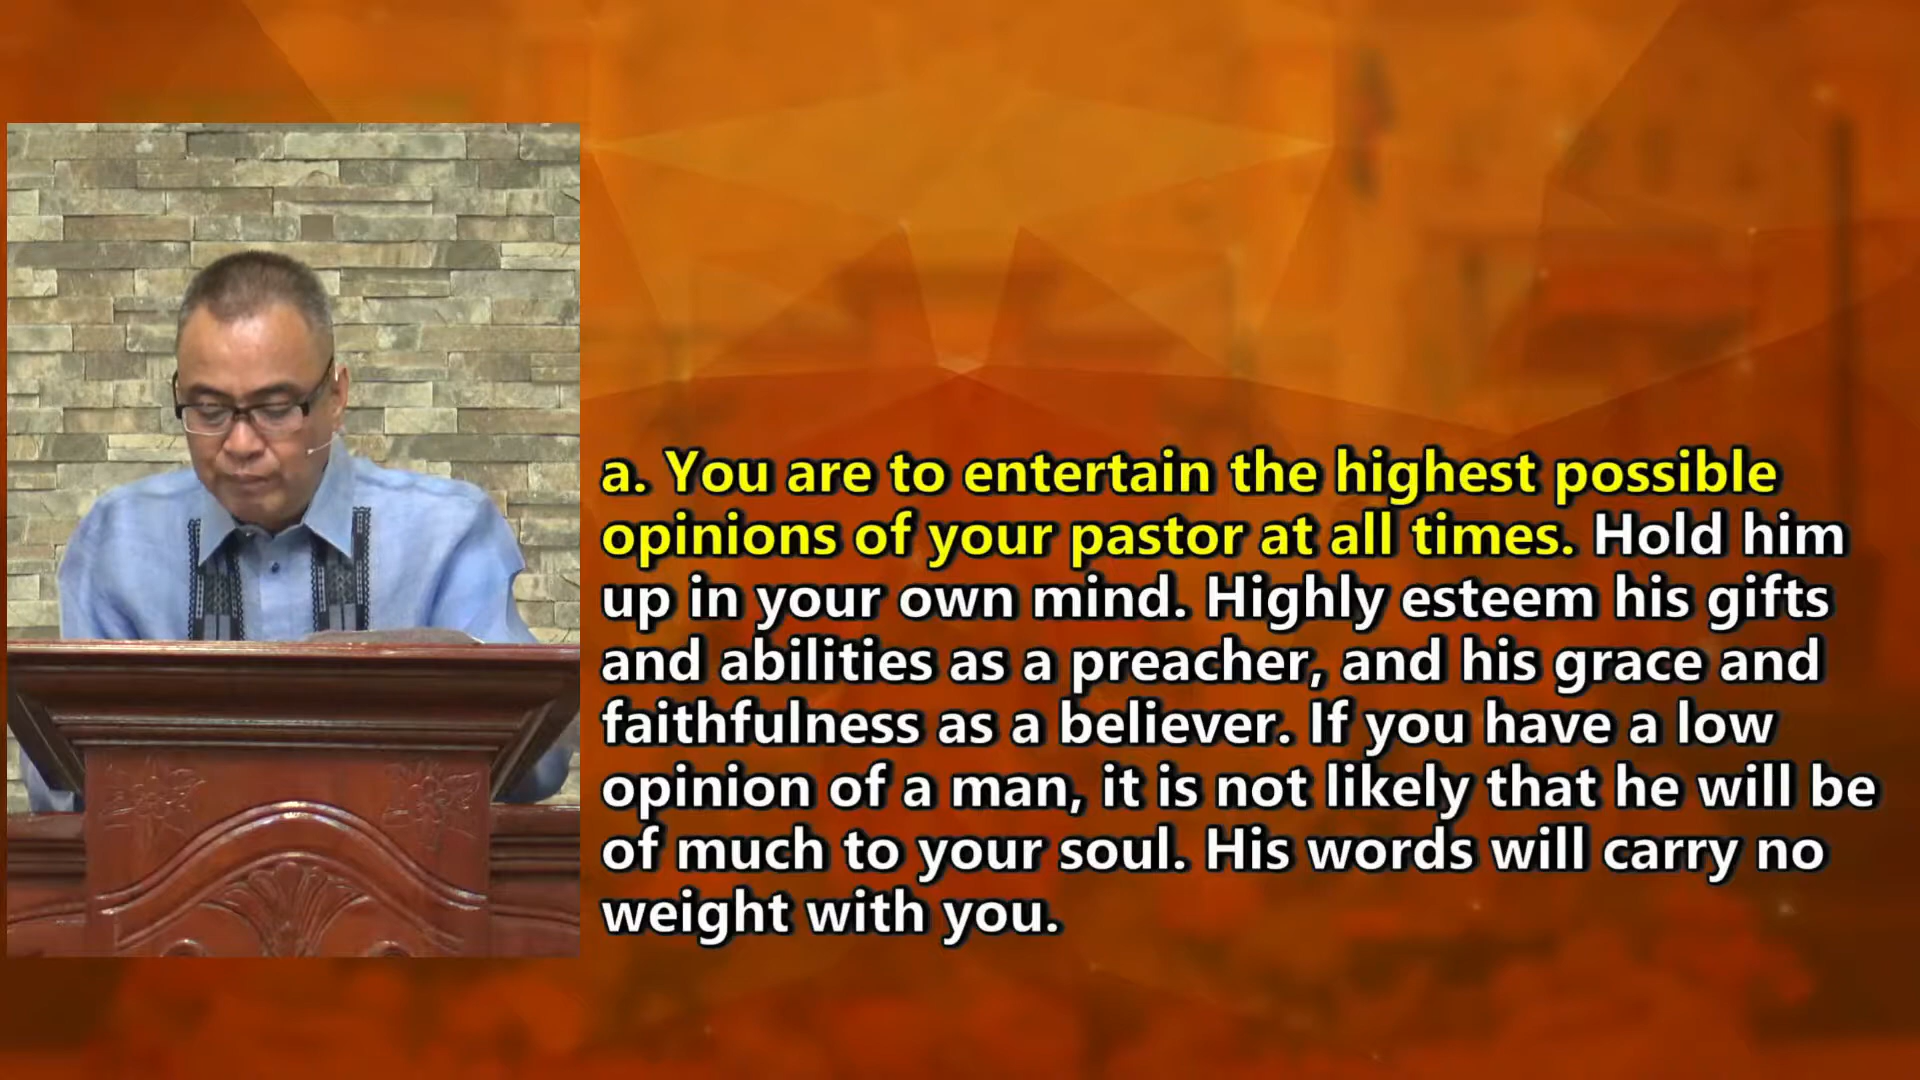 a. You are to entertain the highest possible
opinions of your pastor at all times. Hold him
up in your own mind. Highly esteem his gifts
and abilities as a preacher, and his grace and
faithfulness as a believer. If you have a low
opinion of a man, it is not likely that he will be
of much to your soul. His words will carry no
weight with you.